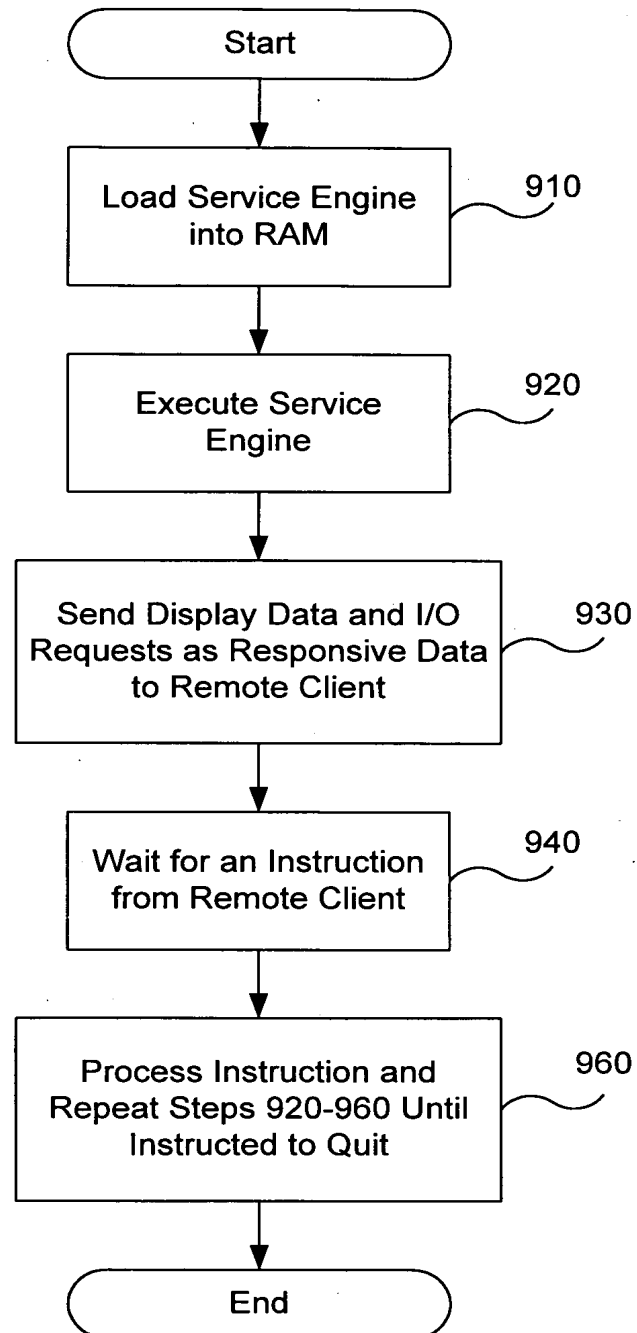 Start
Load Service Engine
into RAM
910
Execute Service
Engine
920
Send Display Data and I/O
Requests as Responsive Data
to Remote Client
930
Wait for an Instruction
from Remote Client
940
Process Instruction and
Repeat Steps 920-960 Until
Instructed to Quit
960
End